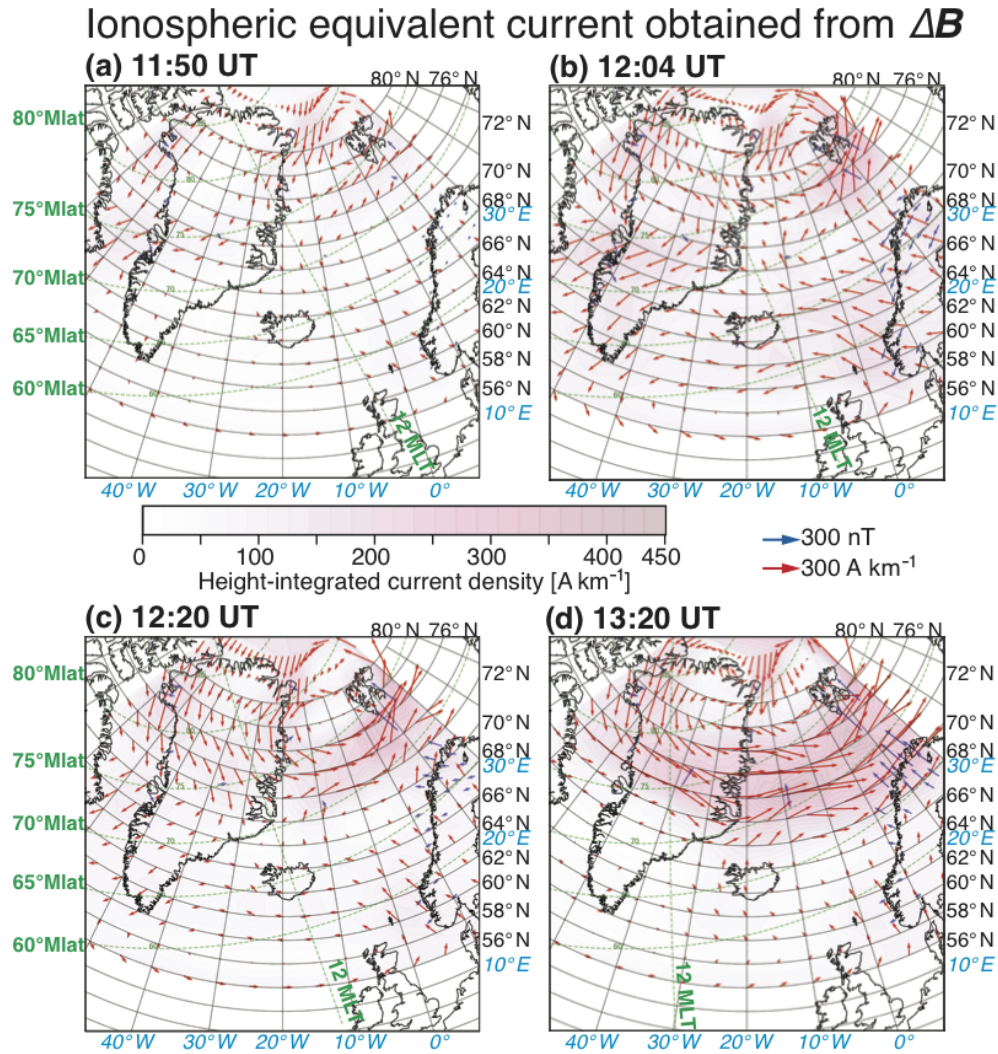 Ionospheric equivalent current obtained from ΔB
(a) 11:50 UT
80° N 76° N
80°Mlat
75°Mlat
70°Mlat
65°Mlat
60°Mlat
72° N
70° N
68° N
30° E
66° N
64° N
20° E
62° N
60° N
58° N
56° N
10° E
12 MLT
40° W 30° W 20° W 10° W 0°
(b) 12:04 UT
80° N 76° N
72° N
70° N
68° N
30° E
66° N
64° N
20° E
62° N
60° N
58° N
56° N
10° E
12 MLT
40° W 30° W 20° W 10° W 0°
0 100 200 300 400 450
Height-integrated current density [A km⁻¹]
300 nT
300 A km⁻¹
(c) 12:20 UT
80° N 76° N
80°Mlat
75°Mlat
70°Mlat
65°Mlat
60°Mlat
72° N
70° N
68° N
30° E
66° N
64° N
20° E
62° N
60° N
58° N
56° N
10° E
12 MLT
40° W 30° W 20° W 10° W 0°
(d) 13:20 UT
80° N 76° N
72° N
70° N
68° N
30° E
66° N
64° N
20° E
62° N
60° N
58° N
56° N
10° E
12 MLT
40° W 30° W 20° W 10° W 0°